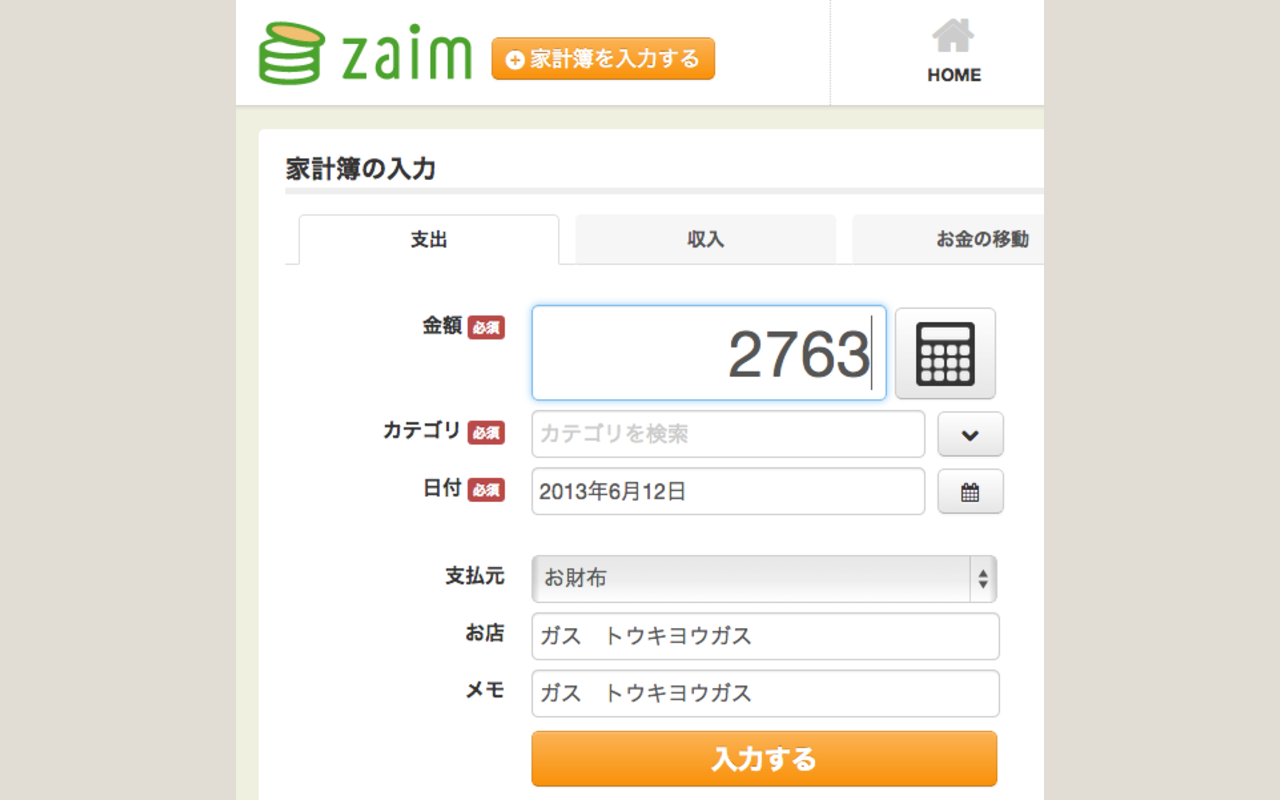 zaim 家計簿を入力する
HOME
家計簿の入力
支出 収入 お金の移動
金額 必須 2763
カテゴリ 必須 カテゴリを検索
日付 必須 2013年6月12日
支払元 お財布
お店 ガス　トウキヨウガス
メモ ガス　トウキヨウガス
入力する